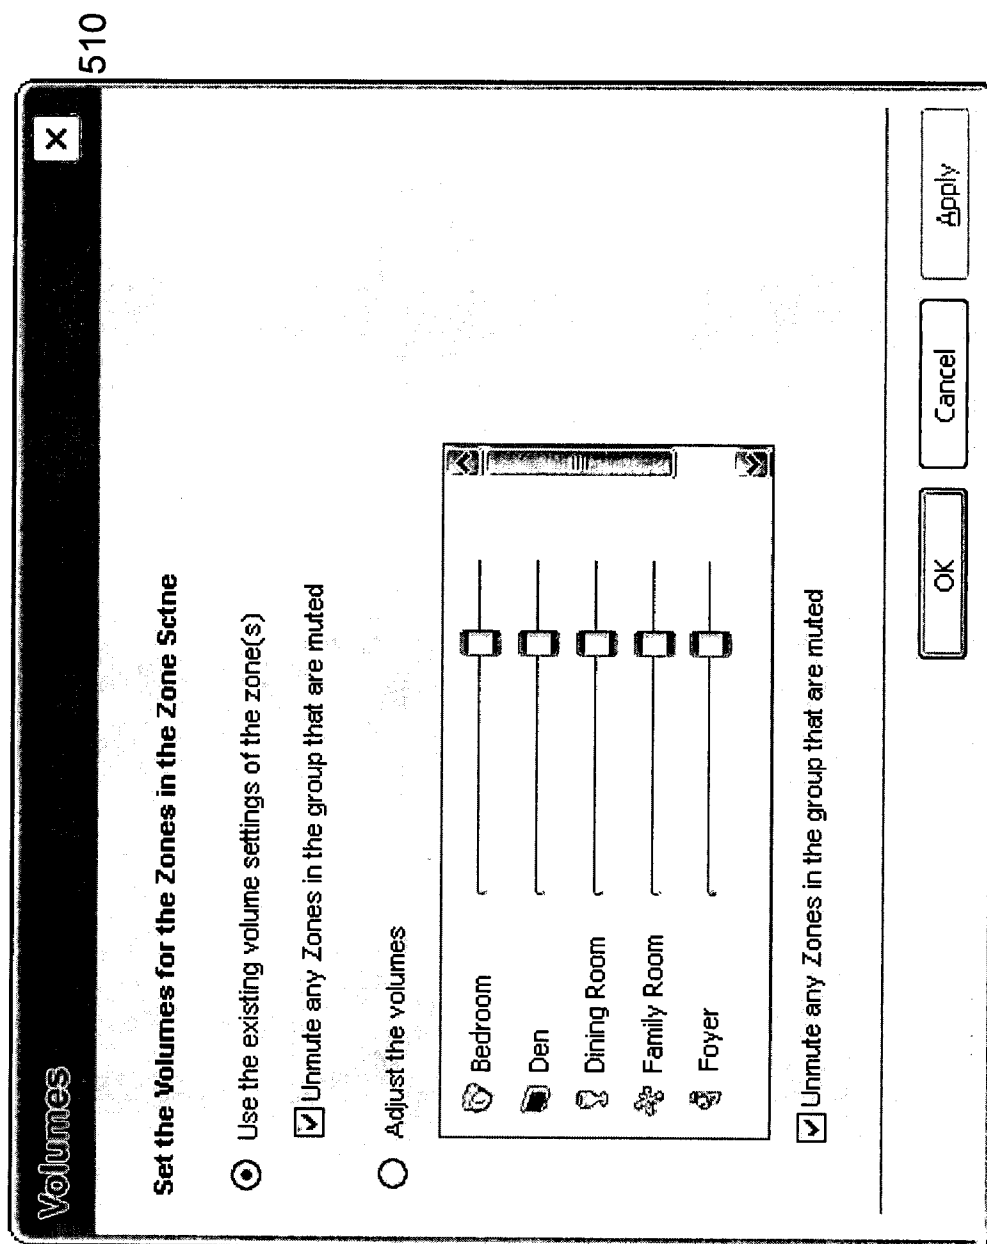 510
Volumes
Set the Volumes for the Zones in the Zone Sctne
Use the existing volume settings of the zone(s)
Unmute any Zones in the group that are muted
Adjust the volumes
Bedroom
Den
Dining Room
Family Room
Foyer
Unmute any Zones in the group that are muted
OK Cancel Apply